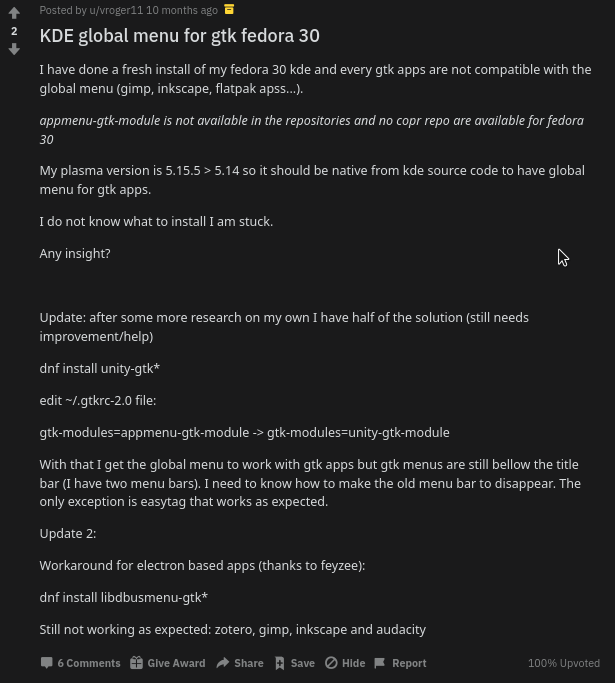 Posted by u/vroger11 10 months ago
2
KDE global menu for gtk fedora 30
I have done a fresh install of my fedora 30 kde and every gtk apps are not compatible with the
global menu (gimp, inkscape, flatpak apss...).
appmenu-gtk-module is not available in the repositories and no copr repo are available for fedora
30
My plasma version is 5.15.5 > 5.14 so it should be native from kde source code to have global
menu for gtk apps.
I do not know what to install I am stuck.
Any insight?
Update: after some more research on my own I have half of the solution (still needs
improvement/help)
dnf install unity-gtk*
edit ~/.gtkrc-2.0 file:
gtk-modules=appmenu-gtk-module -> gtk-modules=unity-gtk-module
With that I get the global menu to work with gtk apps but gtk menus are still bellow the title
bar (I have two menu bars). I need to know how to make the old menu bar to disappear. The
only exception is easytag that works as expected.
Update 2:
Workaround for electron based apps (thanks to feyzee):
dnf install libdbusmenu-gtk*
Still not working as expected: zotero, gimp, inkscape and audacity
6 Comments Give Award Share Save Hide Report 100% Upvoted